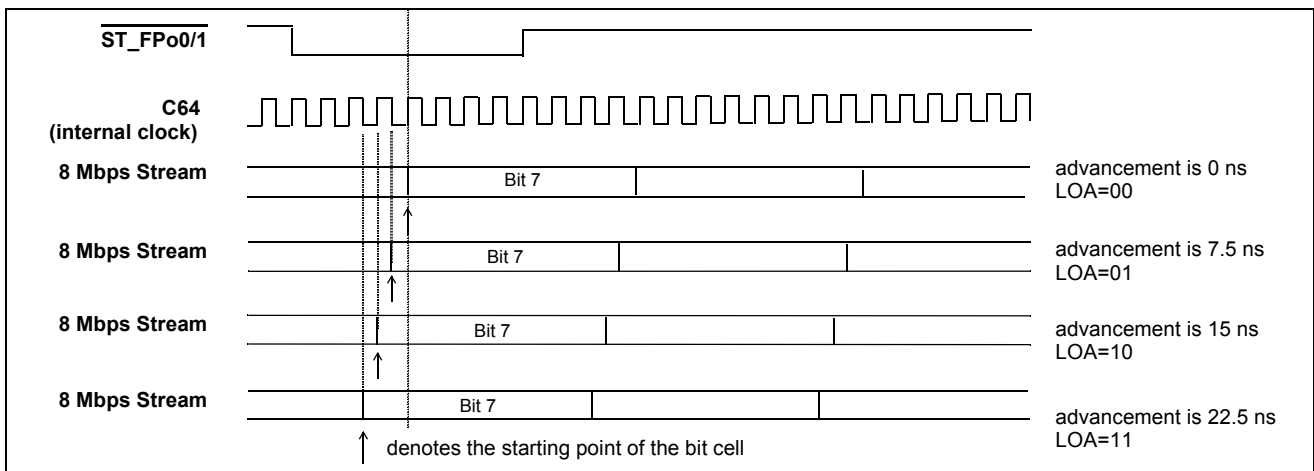 ST_FPo0/1
C64
(internal clock)
8 Mbps Stream
Bit 7
advancement is 0 ns
LOA=00
8 Mbps Stream
Bit 7
advancement is 7.5 ns
LOA=01
8 Mbps Stream
Bit 7
advancement is 15 ns
LOA=10
8 Mbps Stream
Bit 7
advancement is 22.5 ns
LOA=11
denotes the starting point of the bit cell